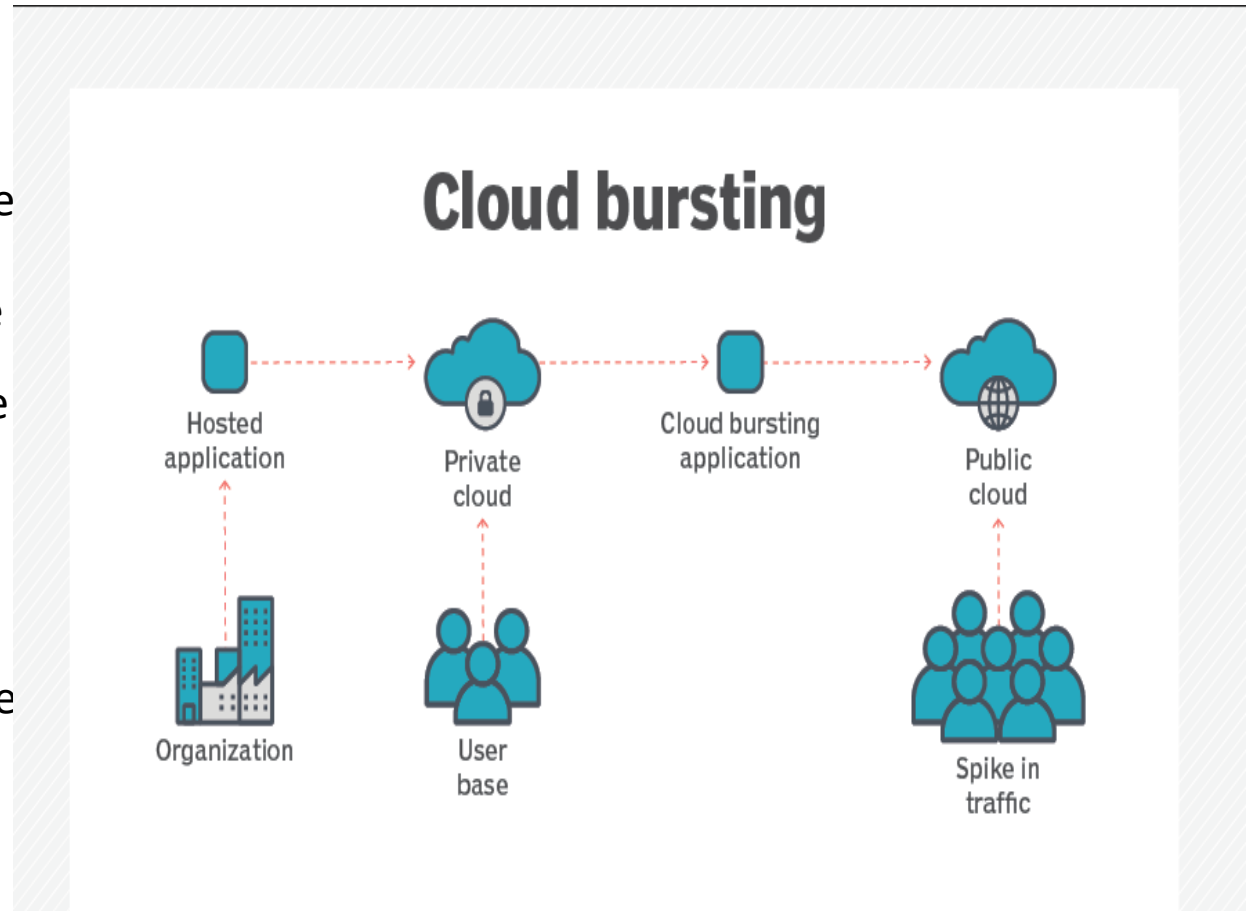 e
e
e
e
Cloud bursting
Hosted
application
Private
cloud
Cloud bursting
application
Public
cloud
Organization
User
base
Spike in
traffic